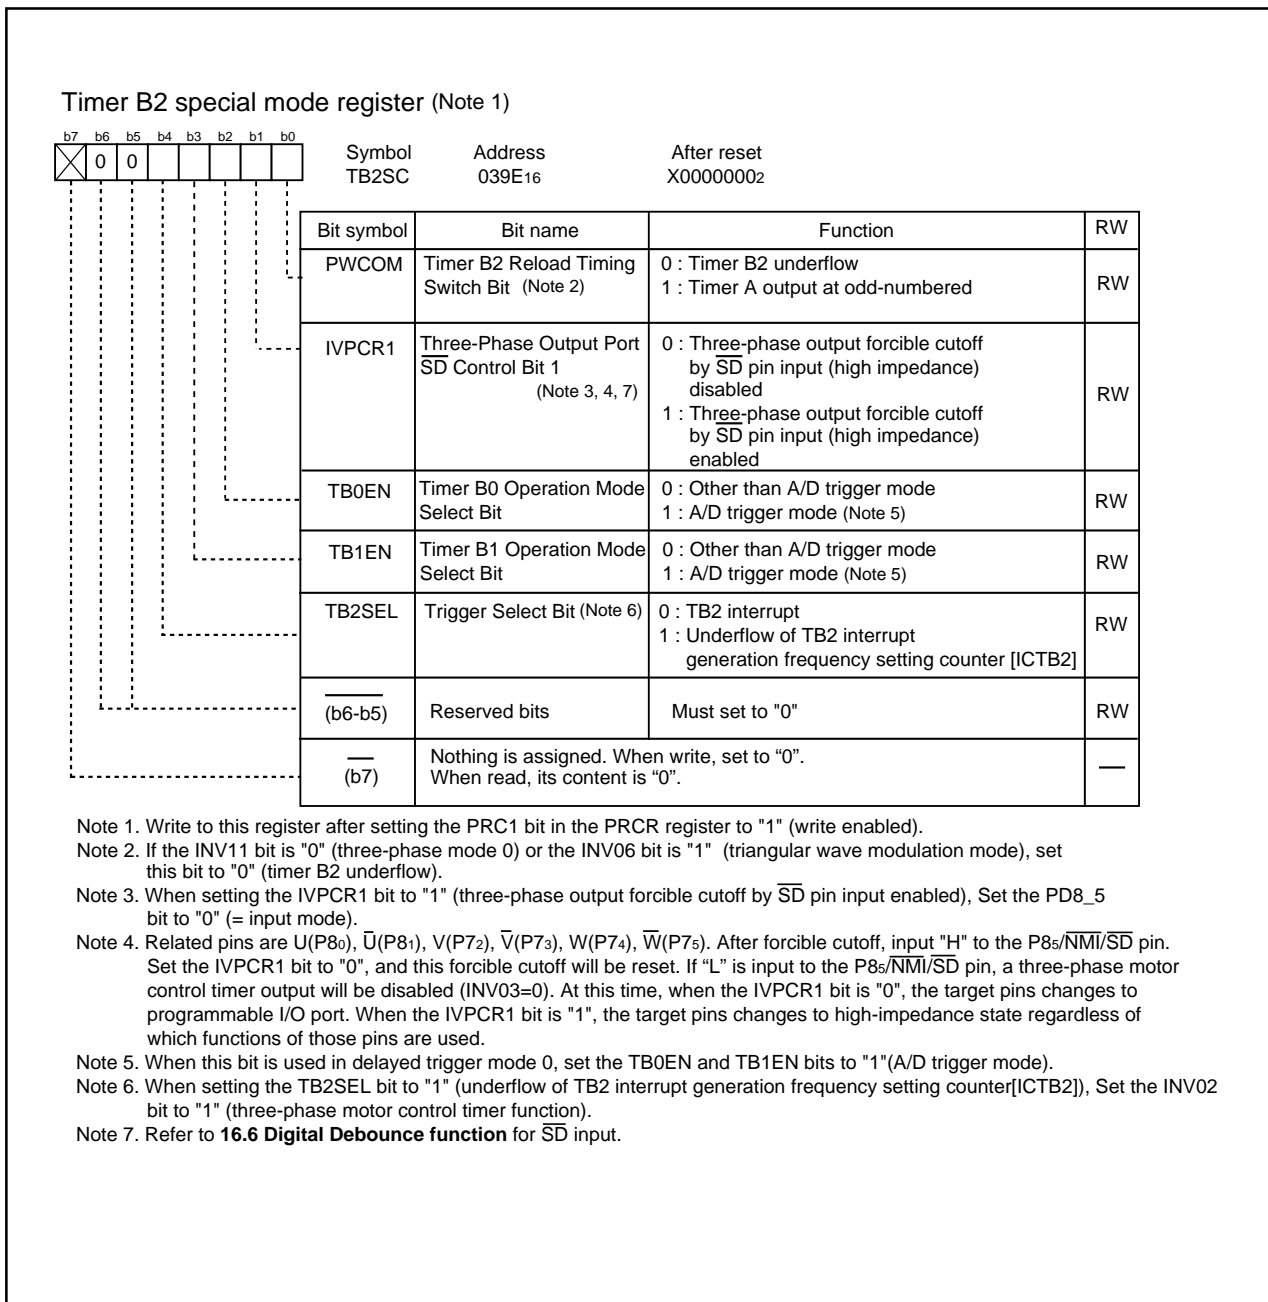 Timer B2 special mode register (Note 1)
b7 b6 b5 b4 b3 b2 b1 b0
0 0
Symbol Address After reset
TB2SC 039E16 X00000002
Bit symbol Bit name Function RW
PWCOM Timer B2 Reload Timing Switch Bit (Note 2) 0 : Timer B2 underflow
1 : Timer A output at odd-numbered RW
IVPCR1 Three-Phase Output Port
S̅D̅ Control Bit 1
(Note 3, 4, 7)
0 : Three-phase output forcible cutoff
by S̅D̅ pin input (high impedance)
disabled
1 : Three-phase output forcible cutoff
by S̅D̅ pin input (high impedance)
enabled
RW
TB0EN Timer B0 Operation Mode
Select Bit
0 : Other than A/D trigger mode
1 : A/D trigger mode (Note 5)
RW
TB1EN Timer B1 Operation Mode
Select Bit
0 : Other than A/D trigger mode
1 : A/D trigger mode (Note 5)
RW
TB2SEL Trigger Select Bit (Note 6)
0 : TB2 interrupt
1 : Underflow of TB2 interrupt
generation frequency setting counter [ICTB2]
RW
(b6-b5) Reserved bits Must set to "0" RW
(b7)
Nothing is assigned. When write, set to “0”.
When read, its content is “0”.
—
Note 1. Write to this register after setting the PRC1 bit in the PRCR register to "1" (write enabled).
Note 2. If the INV11 bit is "0" (three-phase mode 0) or the INV06 bit is "1" (triangular wave modulation mode), set
this bit to "0" (timer B2 underflow).
Note 3. When setting the IVPCR1 bit to "1" (three-phase output forcible cutoff by S̅D̅ pin input enabled), Set the PD8_5
bit to "0" (= input mode).
Note 4. Related pins are U(P80), U̅(P81), V(P72), V̅(P73), W(P74), W̅(P75). After forcible cutoff, input "H" to the P85/N̅M̅I̅/S̅D̅ pin.
Set the IVPCR1 bit to "0", and this forcible cutoff will be reset. If “L” is input to the P85/N̅M̅I̅/S̅D̅ pin, a three-phase motor
control timer output will be disabled (INV03=0). At this time, when the IVPCR1 bit is "0", the target pins changes to
programmable I/O port. When the IVPCR1 bit is "1", the target pins changes to high-impedance state regardless of
which functions of those pins are used.
Note 5. When this bit is used in delayed trigger mode 0, set the TB0EN and TB1EN bits to "1"(A/D trigger mode).
Note 6. When setting the TB2SEL bit to "1" (underflow of TB2 interrupt generation frequency setting counter[ICTB2]), Set the INV02
bit to "1" (three-phase motor control timer function).
Note 7. Refer to 16.6 Digital Debounce function for S̅D̅ input.